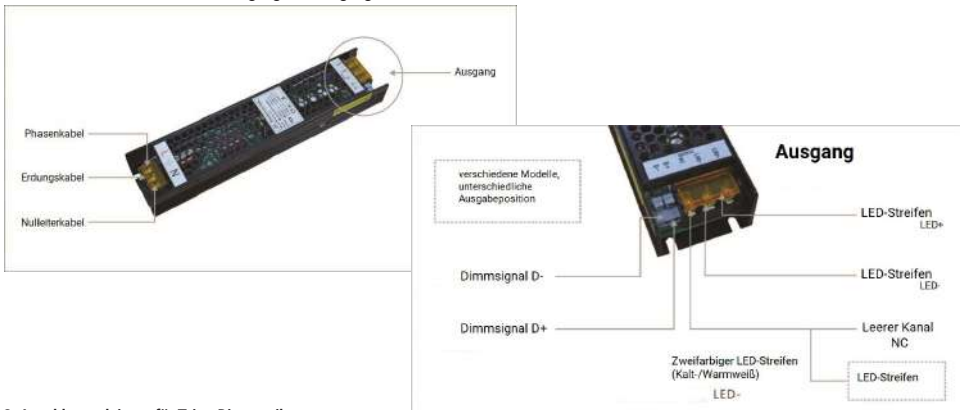 Ausgang
Phasenkabel
Erdungskabel
Nullleiterkabel
L
N
Ausgang
verschiedene Modelle,
unterschiedliche
Ausgabeposition
LED-Streifen
LED+
Dimmsignal D-
LED-Streifen
LED-
Dimmsignal D+
Leerer Kanal
NC
Zweifarbiger LED-Streifen
(Kalt-/Warmweiß)
LED-
LED-Streifen